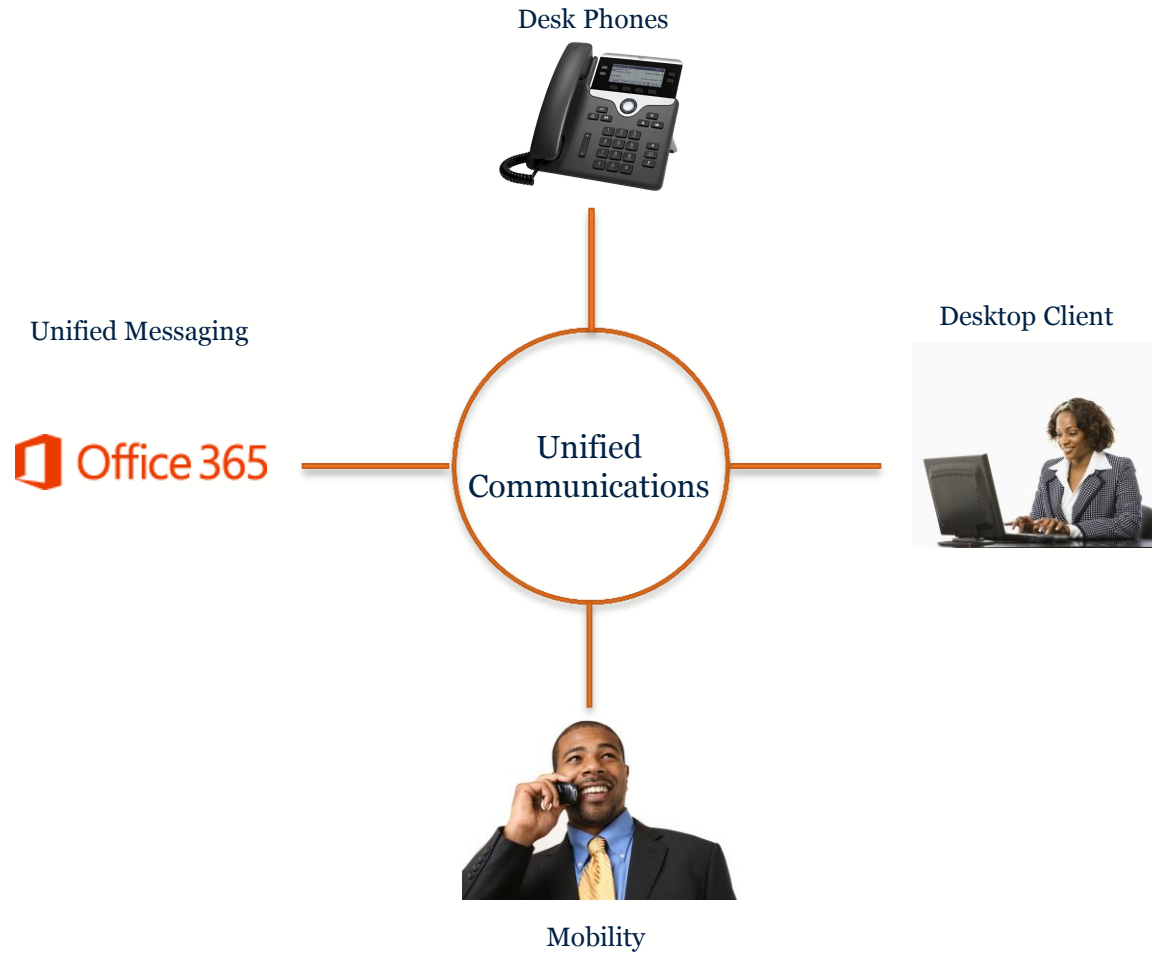 Desk Phones
Unified Messaging
Desktop Client
Office 365
Unified
Communications
Mobility